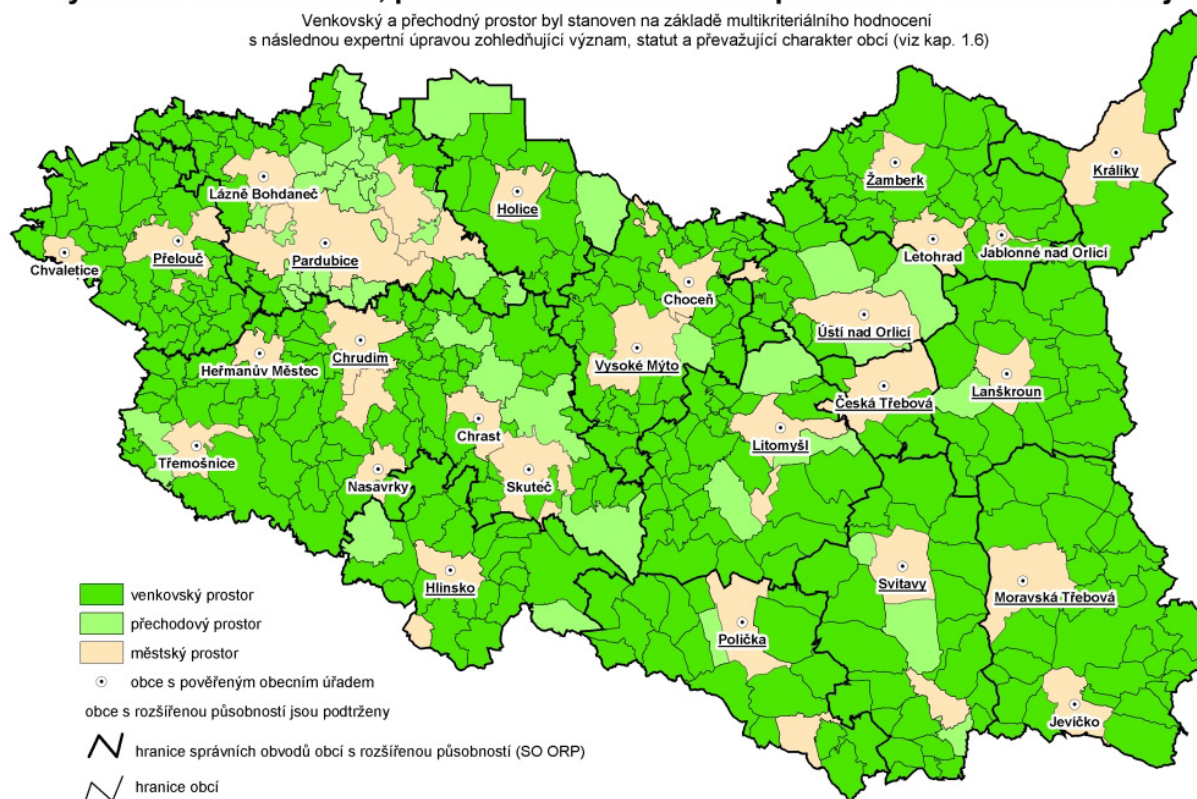 Venkovský a přechodný prostor byl stanoven na základě multikriteriálního hodnocení
s následnou expertní úpravou zohledňující význam, statut a převažující charakter obcí (viz kap. 1.6)
Králíky
Žamberk
Lázně Bohdaneč
Holice
Letohrad
Jablonné nad Orlicí
Chvaletice
Přelouč
Pardubice
Choceň
Ústí nad Orlicí
Heřmanův Městec
Chrudim
Vysoké Mýto
Česká Třebová
Lanškroun
Chrast
Litomyšl
Třemošnice
Nasavrky
Skuteč
Hlinsko
Svitavy
Moravská Třebová
Polička
Jevíčko
venkovský prostor
přechodový prostor
městský prostor
obce s pověřeným obecním úřadem
obce s rozšířenou působností jsou podtrženy
hranice správních obvodů obcí s rozšířenou působností (SO ORP)
hranice obcí